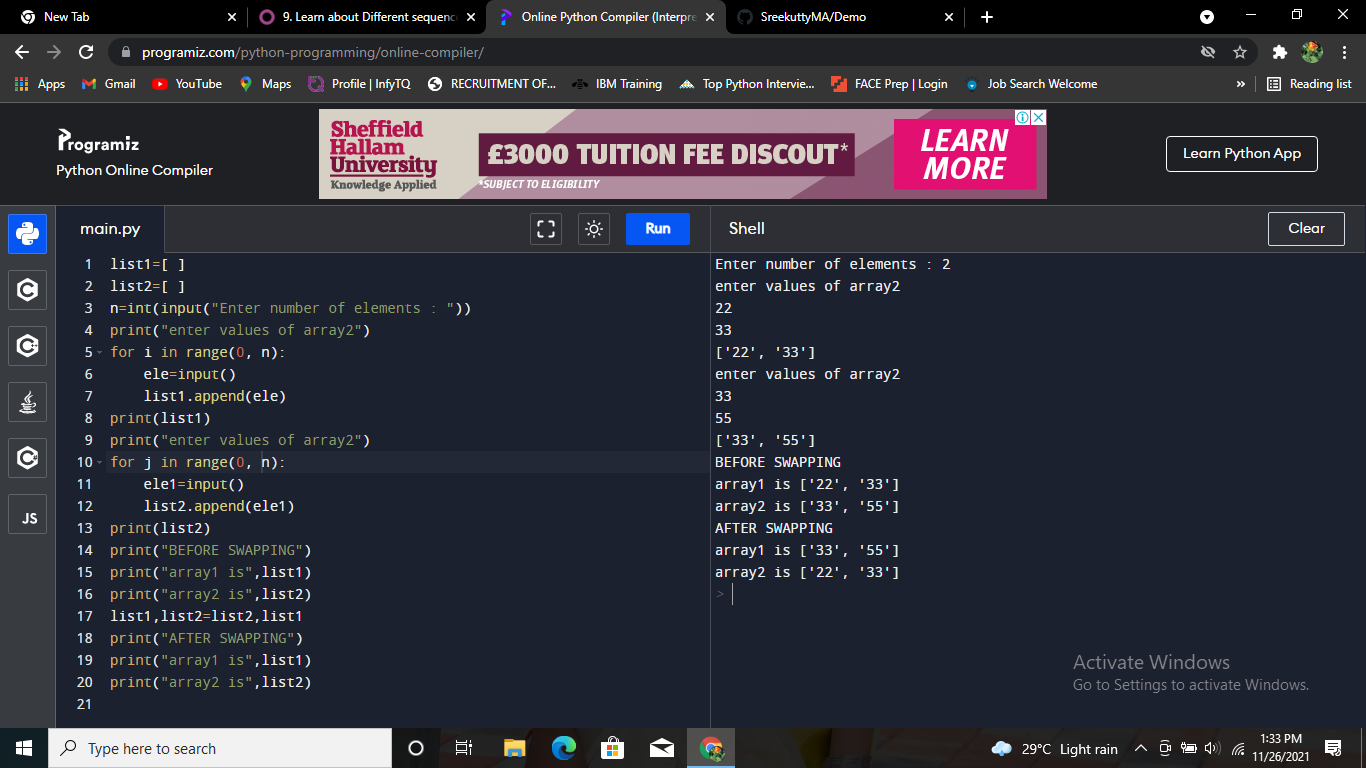 New Tab
9. Learn about Different sequenc
Online Python Compiler (Interpre
SreekuttyMA/Demo
programiz.com/python-programming/online-compiler/
Apps
Gmail
YouTube
Maps
Profile | InfyTQ
RECRUITMENT OF...
IBM Training
Top Python Intervie...
FACE Prep | Login
Job Search Welcome
»
Reading list
Programiz
Python Online Compiler
Sheffield
Hallam
University
Knowledge Applied
£3000 TUITION FEE DISCOUT*
*SUBJECT TO ELIGIBILITY
LEARN
MORE
Learn Python App
main.py
Run
Shell
Clear
JS
1 list1=[ ]
2 list2=[ ]
3 n=int(input("Enter number of elements : "))
4 print("enter values of array2")
5 for i in range(0, n):
6     ele=input()
7     list1.append(ele)
8 print(list1)
9 print("enter values of array2")
10 for j in range(0, n):
11     ele1=input()
12     list2.append(ele1)
13 print(list2)
14 print("BEFORE SWAPPING")
15 print("array1 is",list1)
16 print("array2 is",list2)
17 list1,list2=list2,list1
18 print("AFTER SWAPPING")
19 print("array1 is",list1)
20 print("array2 is",list2)
21
Enter number of elements : 2
enter values of array2
22
33
['22', '33']
enter values of array2
33
55
['33', '55']
BEFORE SWAPPING
array1 is ['22', '33']
array2 is ['33', '55']
AFTER SWAPPING
array1 is ['33', '55']
array2 is ['22', '33']
>
Activate Windows
Go to Settings to activate Windows.
Type here to search
29°C Light rain
1:33 PM
11/26/2021